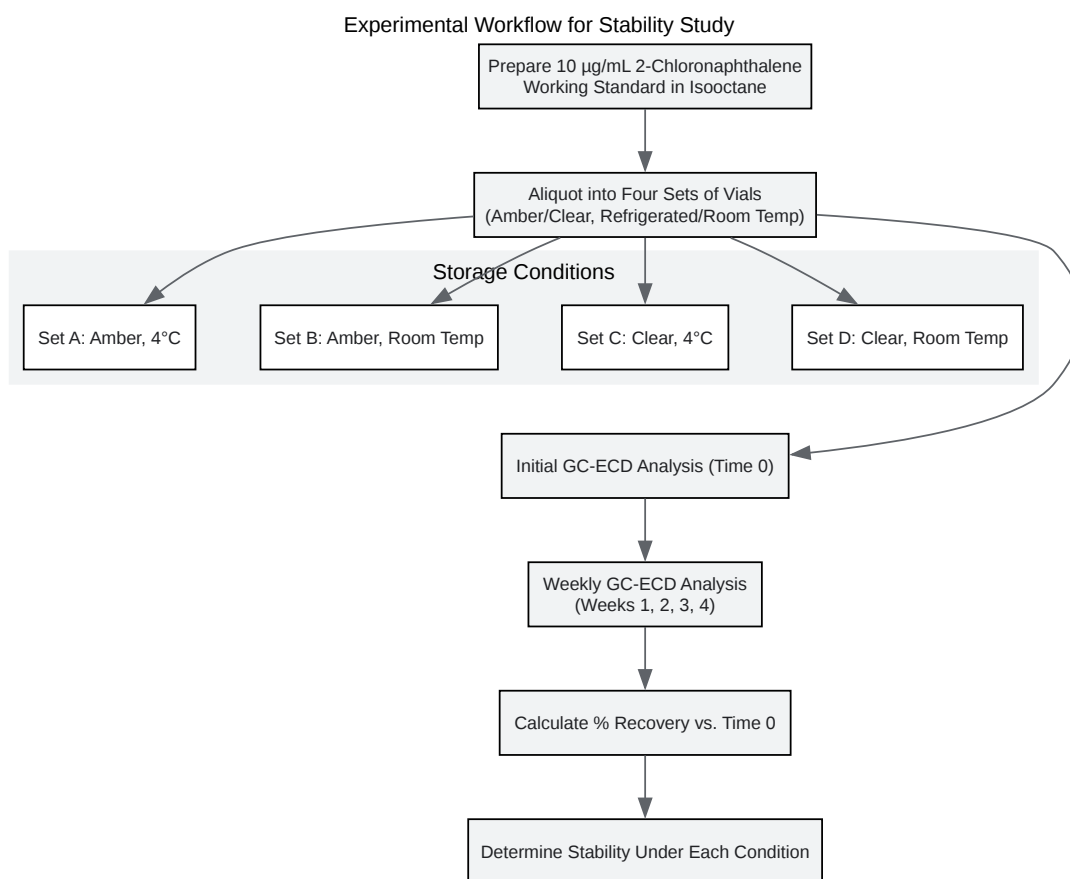 Experimental Workflow for Stability Study
Prepare 10 µg/mL 2-Chloronaphthalene
Working Standard in Isooctane
Aliquot into Four Sets of Vials
(Amber/Clear, Refrigerated/Room Temp)
Storage Conditions
Set A: Amber, 4°C
Set B: Amber, Room Temp
Set C: Clear, 4°C
Set D: Clear, Room Temp
Initial GC-ECD Analysis (Time 0)
Weekly GC-ECD Analysis
(Weeks 1, 2, 3, 4)
Calculate % Recovery vs. Time 0
Determine Stability Under Each Condition